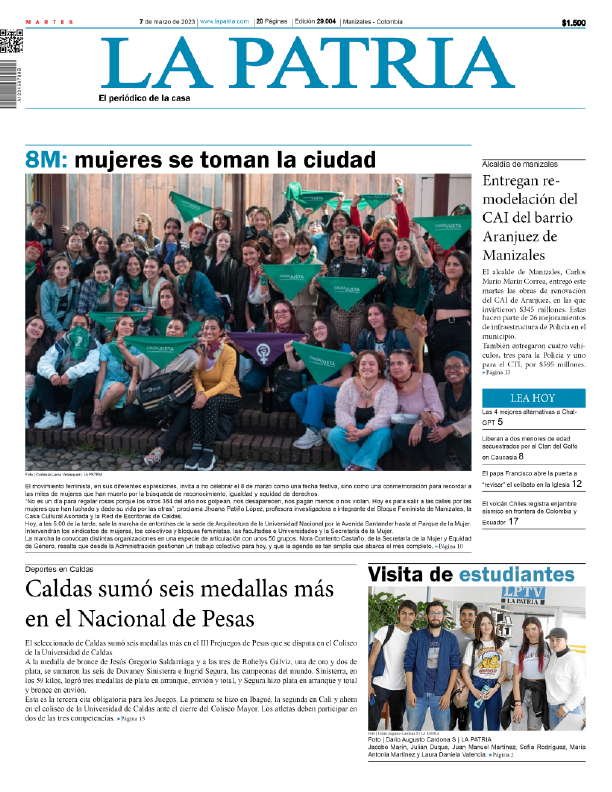 MARTES
7 de marzo de 2023 | www.lapatria.com | 20 Páginas | Edición 29.004 | Manizales - Colombia
$1.500
LA PATRIA
El periódico de la casa
8M: mujeres se toman la ciudad
El movimiento feminista, en sus diferentes expresiones, invita a no celebrar el 8 de marzo como una fecha festiva, sino como una conmemoración para recordar a
las miles de mujeres que han muerto por la búsqueda de reconocimiento, igualdad y equidad de derechos.
"No es un día para regalar rosas porque los otros 364 del año nos golpean, nos desaparecen, nos pagan menos o nos violan. Hoy es para salir a las calles por las
mujeres que han luchado y dado su vida por las otras", proclama Jhoana Patiño López, profesora investigadora e integrante del Bloque Feminista de Manizales, la
Casa Cultural Asonada y la Red de Escritoras de Caldas.
Hoy, a las 5:00 de la tarde, sale la marcha de antorchas de la sede de Arquitectura de la Universidad Nacional por la Avenida Santander hasta el Parque de la Mujer.
Intervendrán los sindicatos de mujeres, los colectivos y bloques feministas, las facultades e Universidades y la Secretaría de la Mujer.
La marcha la convocan distintas organizaciones en una especie de articulación con unos 50 grupos. Nora Contento Castaño, de la Secretaría de la Mujer y Equidad
de Género, resalta que desde la Administración gestionan un trabajo colectivo para hoy, y que la agenda es tan amplia que abarca el mes completo. ▸Página 10
Alcaldía de manizales
Entregan re-
modelación del
CAI del barrio
Aranjuez de
Manizales
El alcalde de Manizales, Carlos
Mario Marín Correa, entregó este
martes las obras de renovación
del CAI de Aranjuez, en las que
invirtieron $345 millones. Estas
hacen parte de 26 mejoramientos
de infraestructura de Policía en el
municipio.
También entregaron cuatro vehí-
culos, tres para la Policía y uno
para el CTI, por $595 millones.
▸Página 12
LEA HOY
Las 4 mejores alternativas a Chat-
GPT 5
Liberan a dos menores de edad
secuestrados por el Clan del Golfo
en Caucasia 8
El papa Francisco abre la puerta a
"revisar" el celibato en la Iglesia 12
El volcán Chiles registra enjambre
sísmico en frontera de Colombia y
Ecuador 17
Deportes en Caldas
Caldas sumó seis medallas más
en el Nacional de Pesas
El seleccionado de Caldas sumó seis medallas más en el III Prejuegos de Pesas que se disputa en el Coliseo
de la Universidad de Caldas.
A la medalla de bronce de Jesús Gregorio Saldarriaga y a las tres de Robelys Gálviz, una de oro y dos de
plata, se sumaron las seis de Duvaney Sinisterra e Ingrid Segura, las campeonas del mundo. Sinisterra, en
los 59 kilos, logró tres medallas de plata en arranque, envión y total, y Segura hizo plata en arranque y total
y bronce en envión.
Esta es la tercera cita obligatoria para los Juegos. La primera se hizo en Ibagué, la segunda en Cali y ahora
en el coliseo de la Universidad de Caldas ante el cierre del Coliseo Mayor. Los atletas deben participar en
dos de las tres competencias. ▸Página 15
Visita de estudiantes
LPTV
LA PATRIA
Foto | Darío Augusto Cardona S | LA PATRIA
Jacobo Marín, Julián Duque, Juan Manuel Martínez, Sofía Rodríguez, María
Antonia Martínez y Laura Daniela Valencia. ▸Página 2